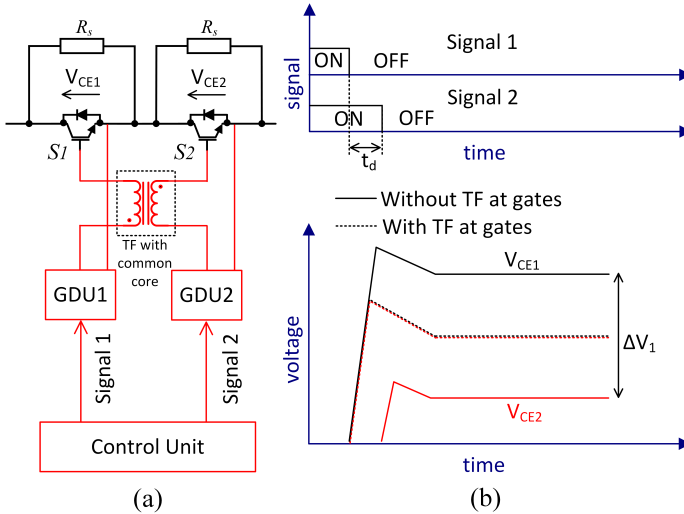 Rs
Rs
VCE1
VCE2
S1
S2
TF with
common
core
GDU1
GDU2
Signal 1
Signal 2
Control Unit
(a)
signal
ON
OFF
Signal 1
ON
OFF
Signal 2
td
time
Without TF at gates
With TF at gates
voltage
VCE1
ΔV1
VCE2
time
(b)